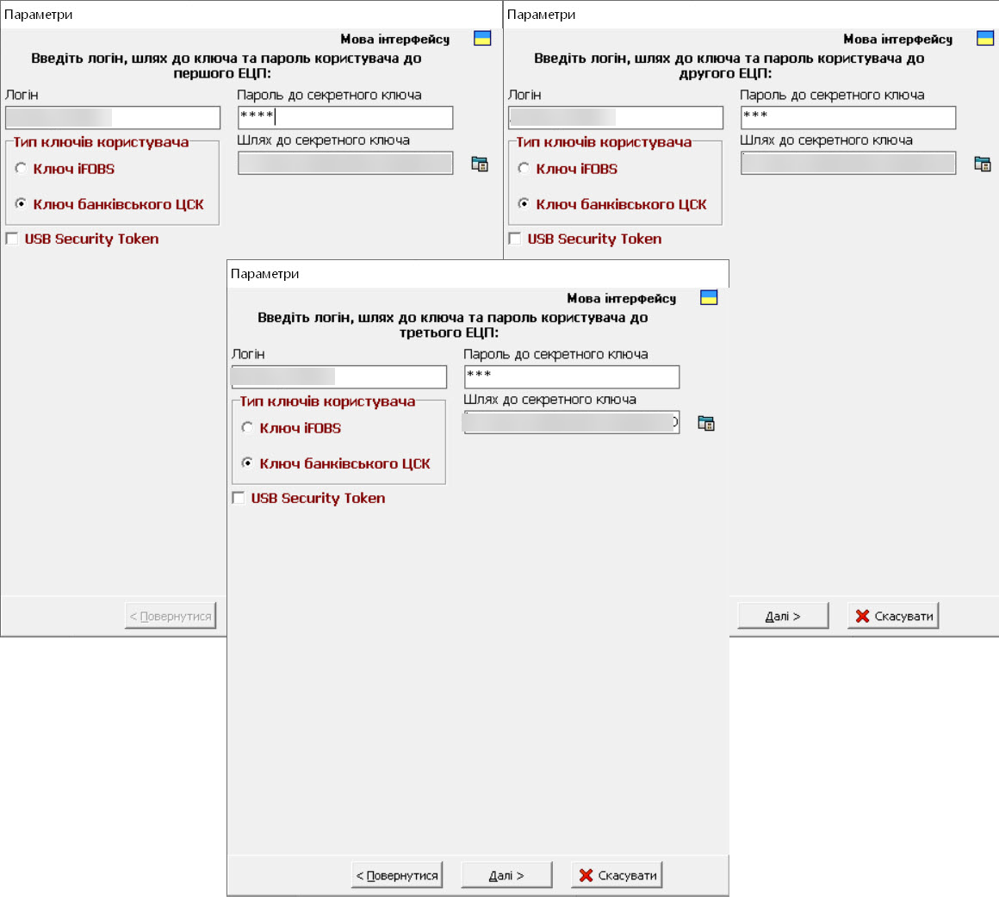 Параметри
Мова інтерфейсу
Введіть логін, шлях до ключа та пароль користувача до
першого ЕЦП:
Логін
Пароль до секретного ключа
****
Тип ключів користувача
Шлях до секретного ключа
Ключ iFOBS
Ключ банківського ЦСК
USB Security Token
< Повернутися
Параметри
Мова інтерфейсу
Введіть логін, шлях до ключа та пароль користувача до
другого ЕЦП:
Логін
Пароль до секретного ключа
***
Тип ключів користувача
Шлях до секретного ключа
Ключ iFOBS
Ключ банківського ЦСК
USB Security Token
Далі >
Скасувати
Параметри
Мова інтерфейсу
Введіть логін, шлях до ключа та пароль користувача до
третього ЕЦП:
Логін
Пароль до секретного ключа
***
Тип ключів користувача
Шлях до секретного ключа
Ключ iFOBS
Ключ банківського ЦСК
USB Security Token
< Повернутися
Далі >
Скасувати